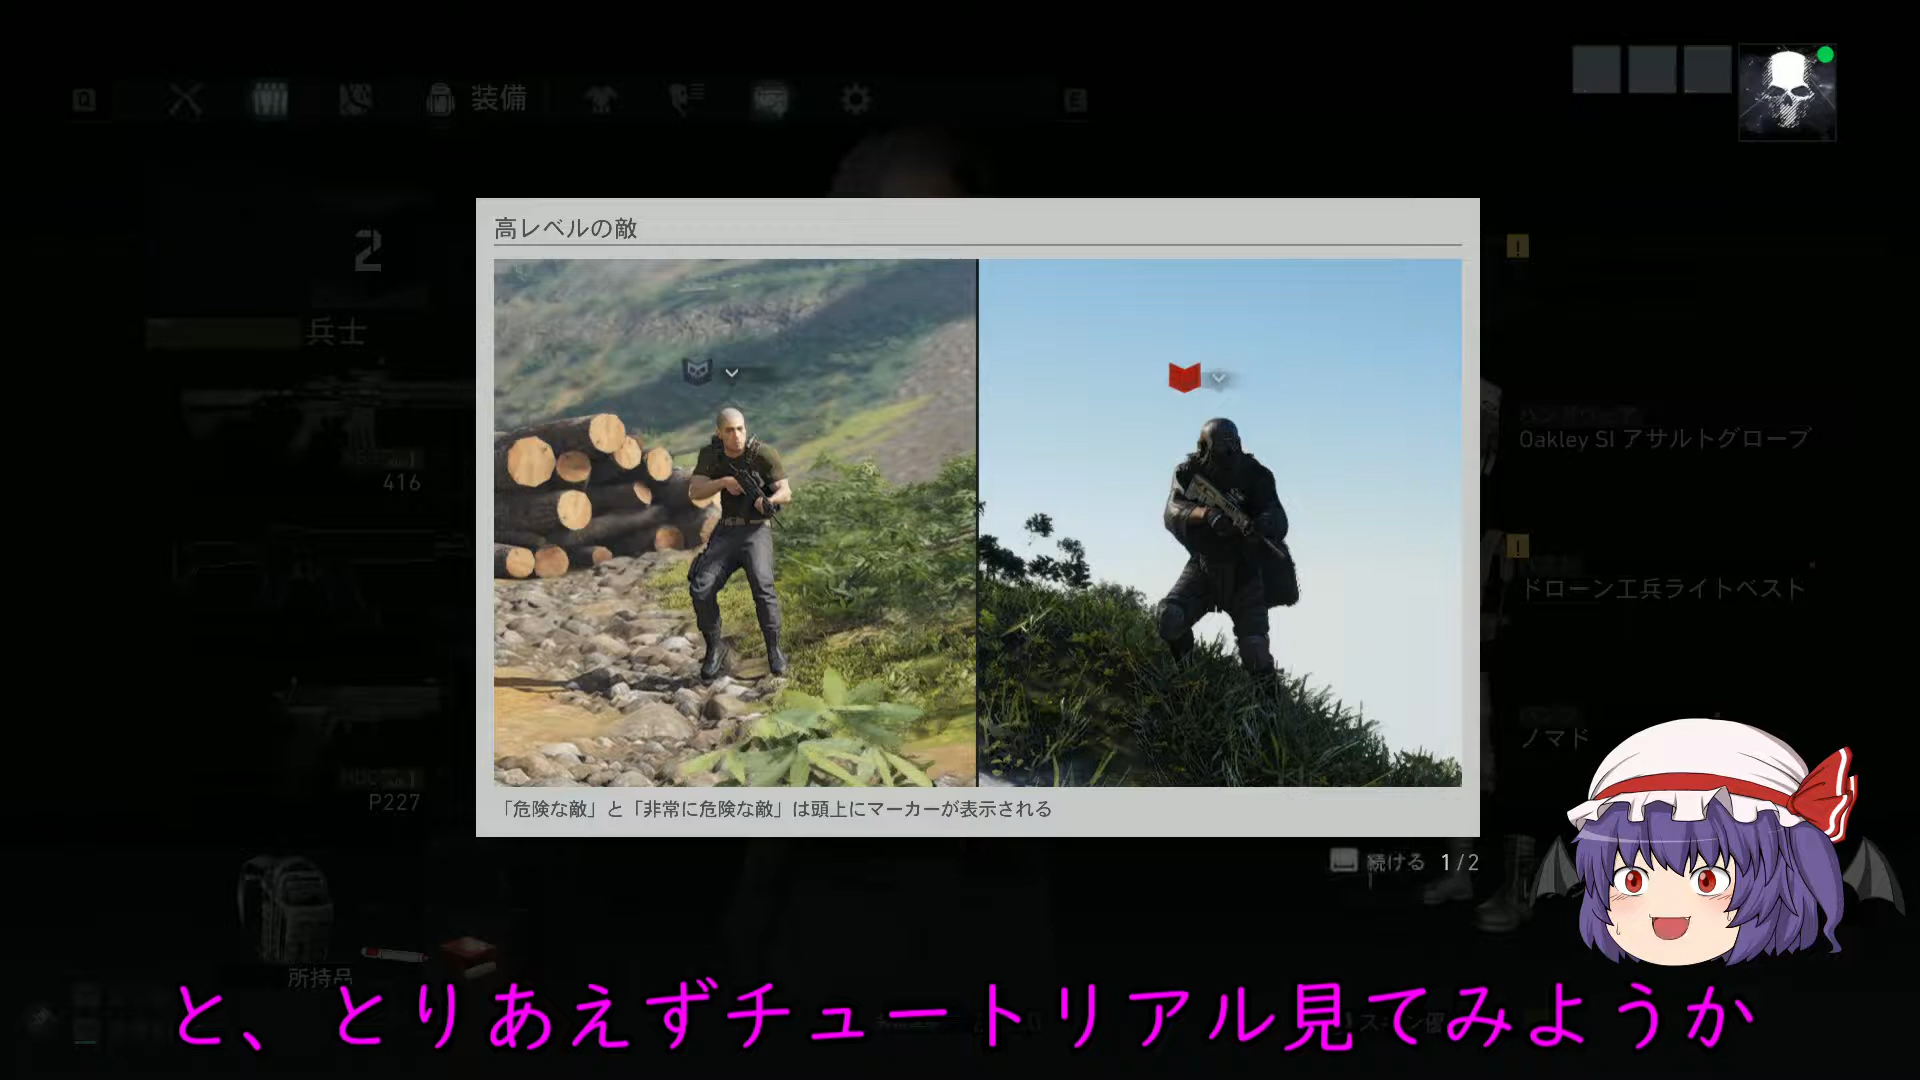 Q
装備
E
2
高レベルの敵
兵士
416
Oakley SI アサルトグローブ
ドローン工兵ライトベスト
ノマド
P227
「危険な敵」と「非常に危険な敵」は頭上にマーカーが表示される
続ける 1/2
所持品
と、とりあえずチュートリアル見てみようか